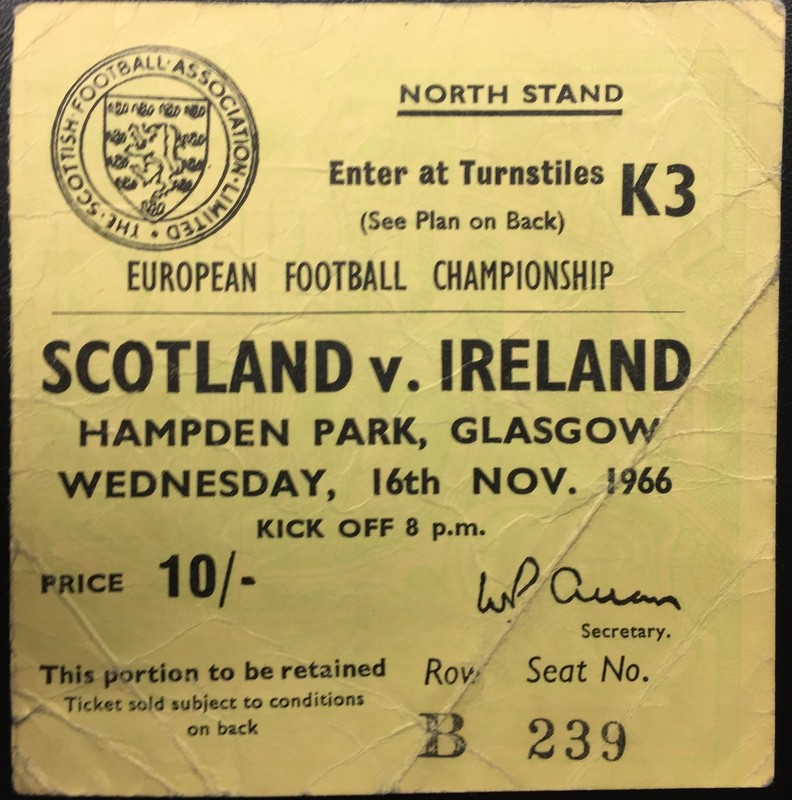 THE · SCOTTISH · FOOTBALL · ASSOCIATION · LIMITED ·
NORTH STAND
Enter at Turnstiles K3
(See Plan on Back)
EUROPEAN FOOTBALL CHAMPIONSHIP
SCOTLAND v. IRELAND
HAMPDEN PARK, GLASGOW
WEDNESDAY, 16th NOV. 1966
KICK OFF 8 p.m.
PRICE 10/-
Secretary.
This portion to be retained
Ticket sold subject to conditions
on back
Row Seat No.
B 239